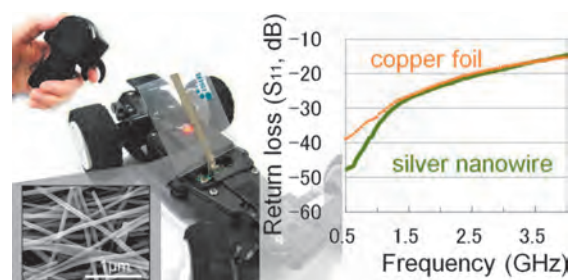 1μm
Return loss (S₁₁, dB)
-10
-20
-30
-40
-50
-60
copper foil
silver nanowire
0.5
1.5
2.5
3.5
Frequency (GHz)